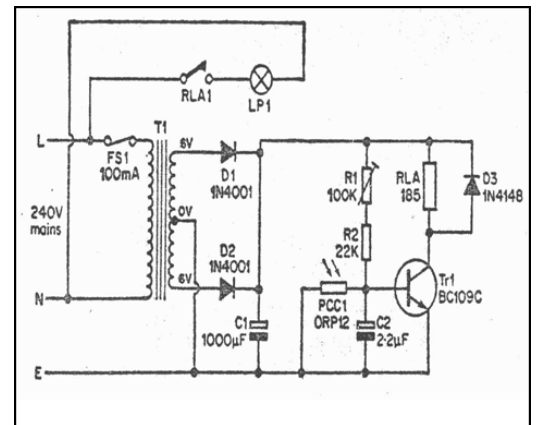 RLA1
LP1
L
FS1
100mA
T1
6V
0V
6V
D1
1N4001
D2
1N4001
240V
mains
N
E
C1
1000µF
R1
100K
R2
22K
PCC1
ORP12
C2
2·2µF
RLA
185
D3
1N4148
Tr1
BC109C